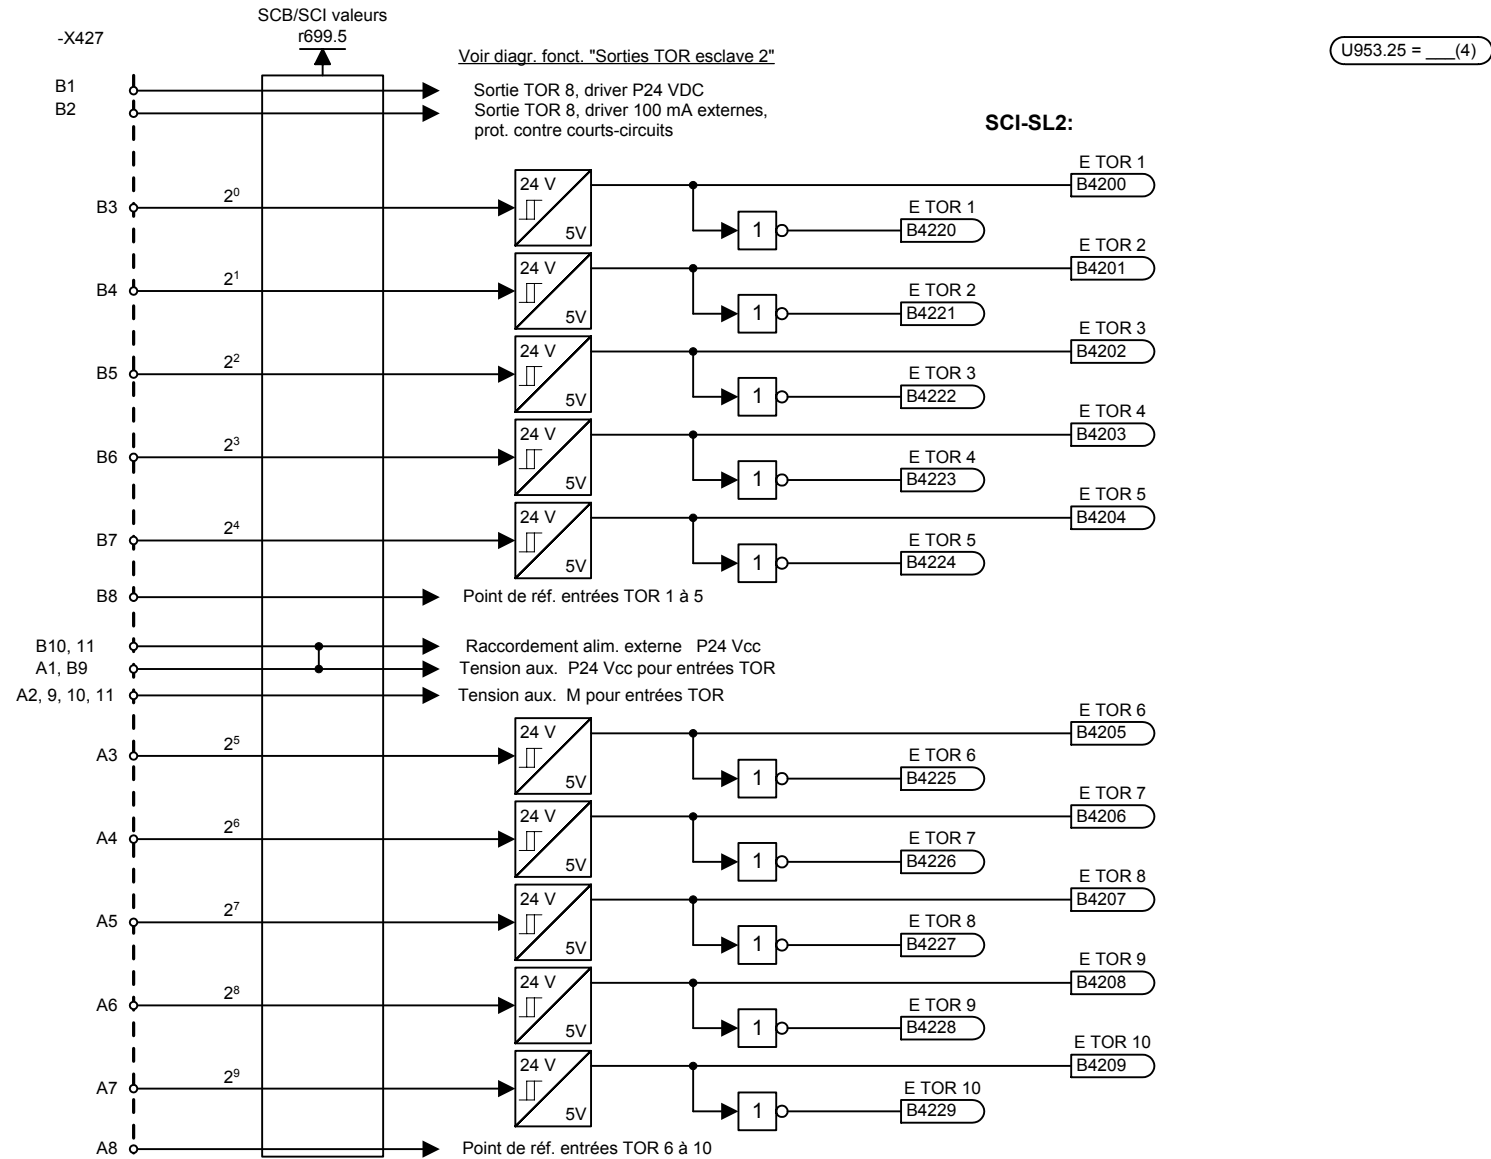 SCB/SCI valeurs
r699.5
-X427
Voir diagr. fonct. "Sorties TOR esclave 2"
U953.25 = ___(4)
B1
Sortie TOR 8, driver P24 VDC
B2
Sortie TOR 8, driver 100 mA externes,
prot. contre courts-circuits
SCI-SL2:
E TOR 1
B4200
B3
2⁰
24 V
5V
1
E TOR 1
B4220
E TOR 2
B4201
B4
2¹
24 V
5V
1
E TOR 2
B4221
E TOR 3
B4202
B5
2²
24 V
5V
1
E TOR 3
B4222
E TOR 4
B4203
B6
2³
24 V
5V
1
E TOR 4
B4223
E TOR 5
B4204
B7
2⁴
24 V
5V
1
E TOR 5
B4224
B8
Point de réf. entrées TOR 1 à 5
B10, 11
Raccordement alim. externe P24 Vcc
A1, B9
Tension aux. P24 Vcc pour entrées TOR
A2, 9, 10, 11
Tension aux. M pour entrées TOR
E TOR 6
B4205
A3
2⁵
24 V
5V
1
E TOR 6
B4225
E TOR 7
B4206
A4
2⁶
24 V
5V
1
E TOR 7
B4226
E TOR 8
B4207
A5
2⁷
24 V
5V
1
E TOR 8
B4227
E TOR 9
B4208
A6
2⁸
24 V
5V
1
E TOR 9
B4228
E TOR 10
B4209
A7
2⁹
24 V
5V
1
E TOR 10
B4229
A8
Point de réf. entrées TOR 6 à 10